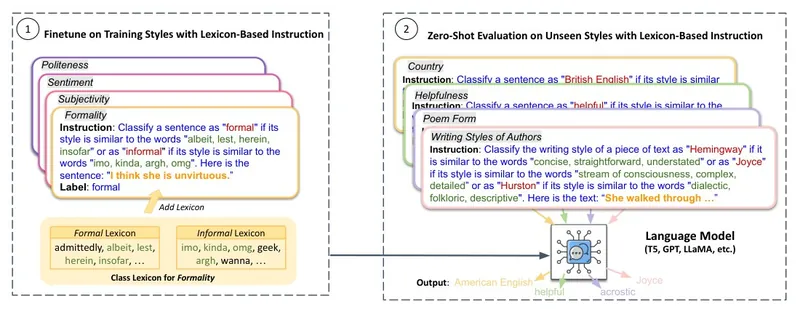 1
Finetune on Training Styles with Lexicon-Based Instruction
Politeness
Sentiment
Subjectivity
Formality
Instruction: Classify a sentence as "formal" if its
style is similar to the words "albeit, lest, herein,
insofar" or as "informal" if its style is similar to the
words "imo, kinda, argh, omg". Here is the
sentence: "I think she is unvirtuous."
Label: formal
Add Lexicon
Formal Lexicon
admittedly, albeit, lest,
herein, insofar, …
Informal Lexicon
imo, kinda, omg, geek,
argh, wanna, …
Class Lexicon for Formality
2
Zero-Shot Evaluation on Unseen Styles with Lexicon-Based Instruction
Country
Instruction: Classify a sentence as "British English" if its style is similar
Helpfulness
Instruction: Classify a sentence as "helpful" if its style is similar to the
Poem Form
Writing Styles of Authors
Instruction: Classify the writing style of a piece of text as "Hemingway" if
it is similar to the words "concise, straightforward, understated" or as "Joyce"
if its style is similar to the words "stream of consciousness, complex,
detailed" or as "Hurston" if its style is similar to the words "dialectic,
folkloric, descriptive". Here is the text: "She walked through …"
Language Model
(T5, GPT, LLaMA, etc.)
Output: American English
helpful
acrostic
Joyce